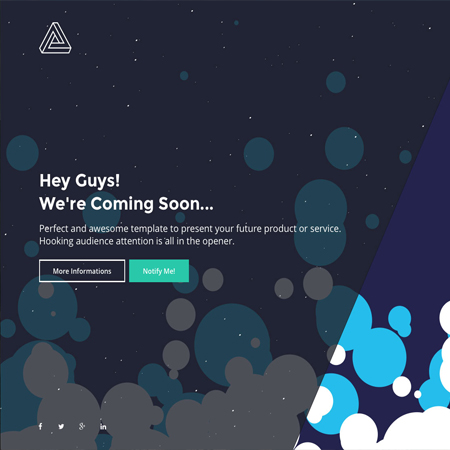 Hey Guys!
We're Coming Soon...
Perfect and awesome template to present your future product or service.
Hooking audience attention is all in the opener.
More Informations
Notify Me!